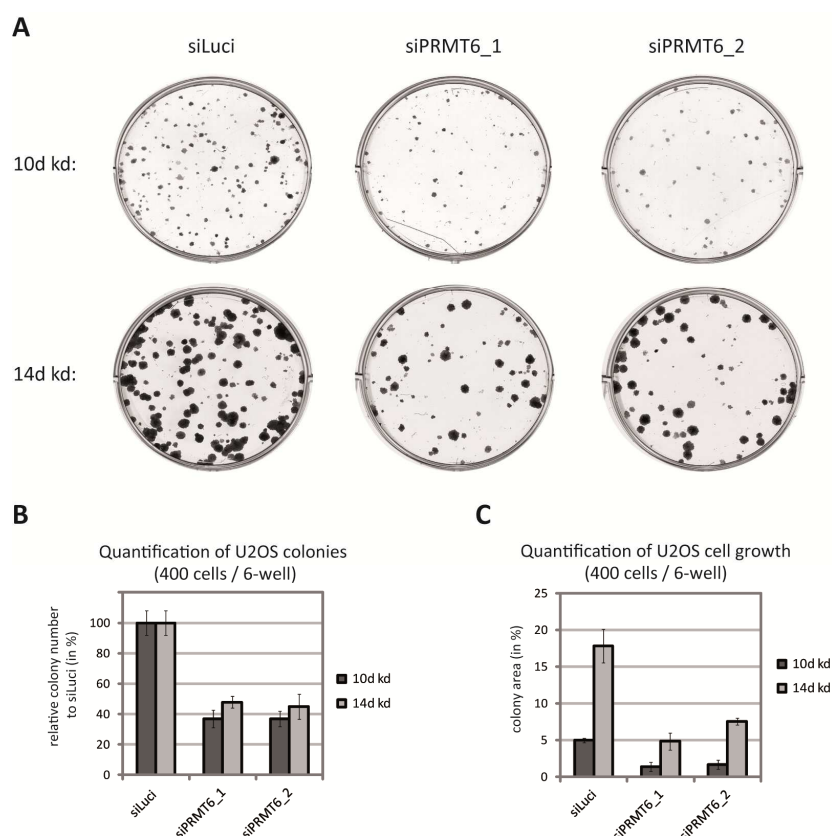 A
siLuci siPRMT6_1 siPRMT6_2
10d kd:
14d kd:
B
Quantification of U2OS colonies
(400 cells / 6-well)
relative colony number
to siLuci (in %)
100
80
60
40
20
0
siLuci siPRMT6_1 siPRMT6_2
10d kd
14d kd
C
Quantification of U2OS cell growth
(400 cells / 6-well)
colony area (in %)
25
20
15
10
5
0
siLuci siPRMT6_1 siPRMT6_2
10d kd
14d kd